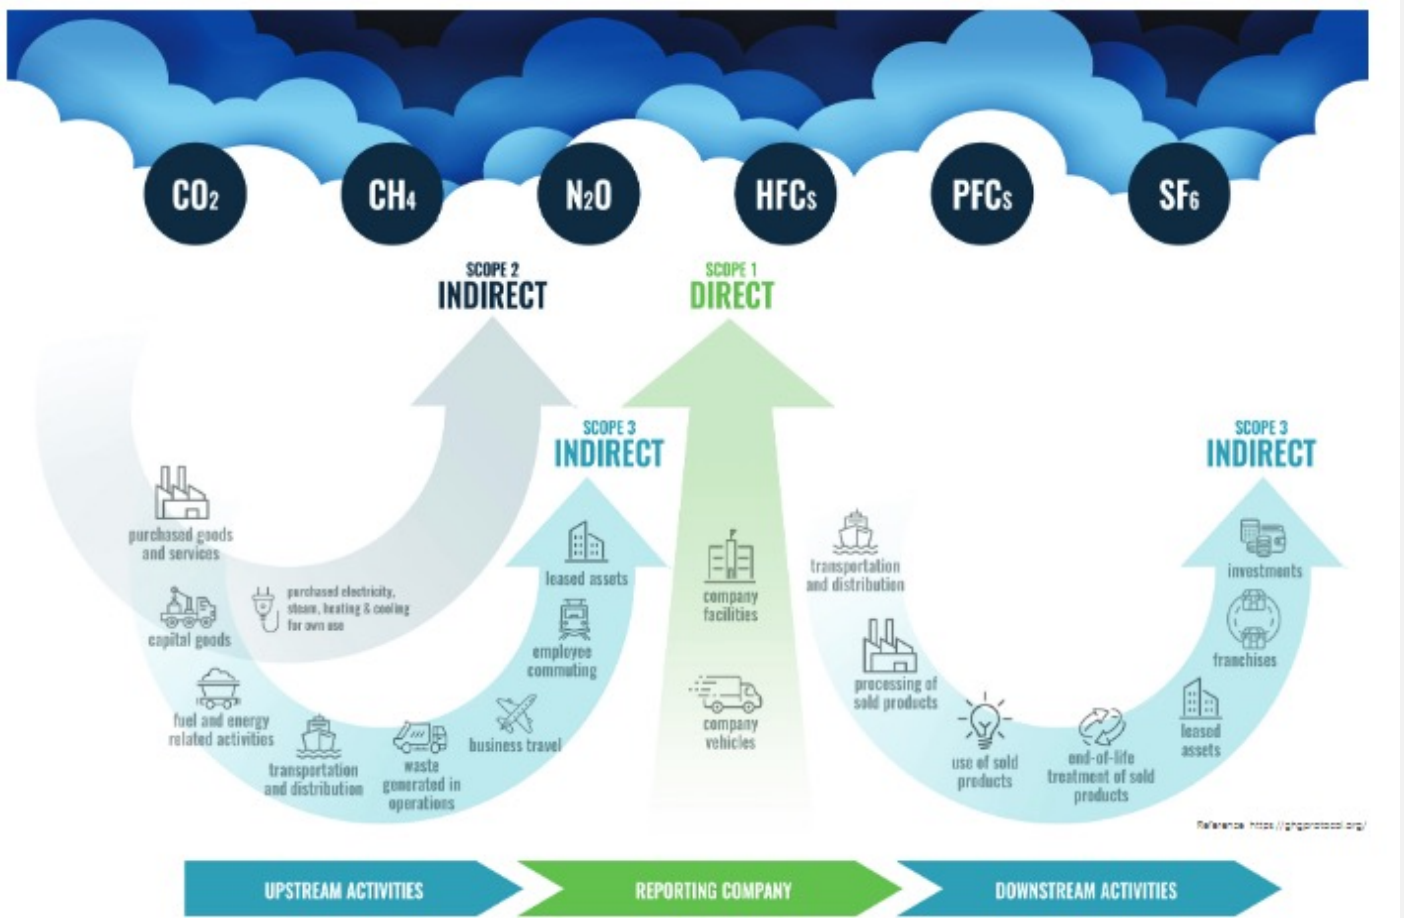 CO2
CH4
N2O
HFCs
PFCs
SF6
SCOPE 2
INDIRECT
SCOPE 1
DIRECT
SCOPE 3
INDIRECT
SCOPE 3
INDIRECT
purchased goods
and services
capital goods
fuel and energy
related activities
transportation
and distribution
waste
generated in
operations
business travel
employee
commuting
leased assets
purchased electricity,
steam, heating & cooling
for own use
company
facilities
company
vehicles
transportation
and distribution
processing of
sold products
use of sold
products
end-of-life
treatment of sold
products
leased
assets
franchises
investments
Reference: https://ghgprotocol.org/
UPSTREAM ACTIVITIES
REPORTING COMPANY
DOWNSTREAM ACTIVITIES